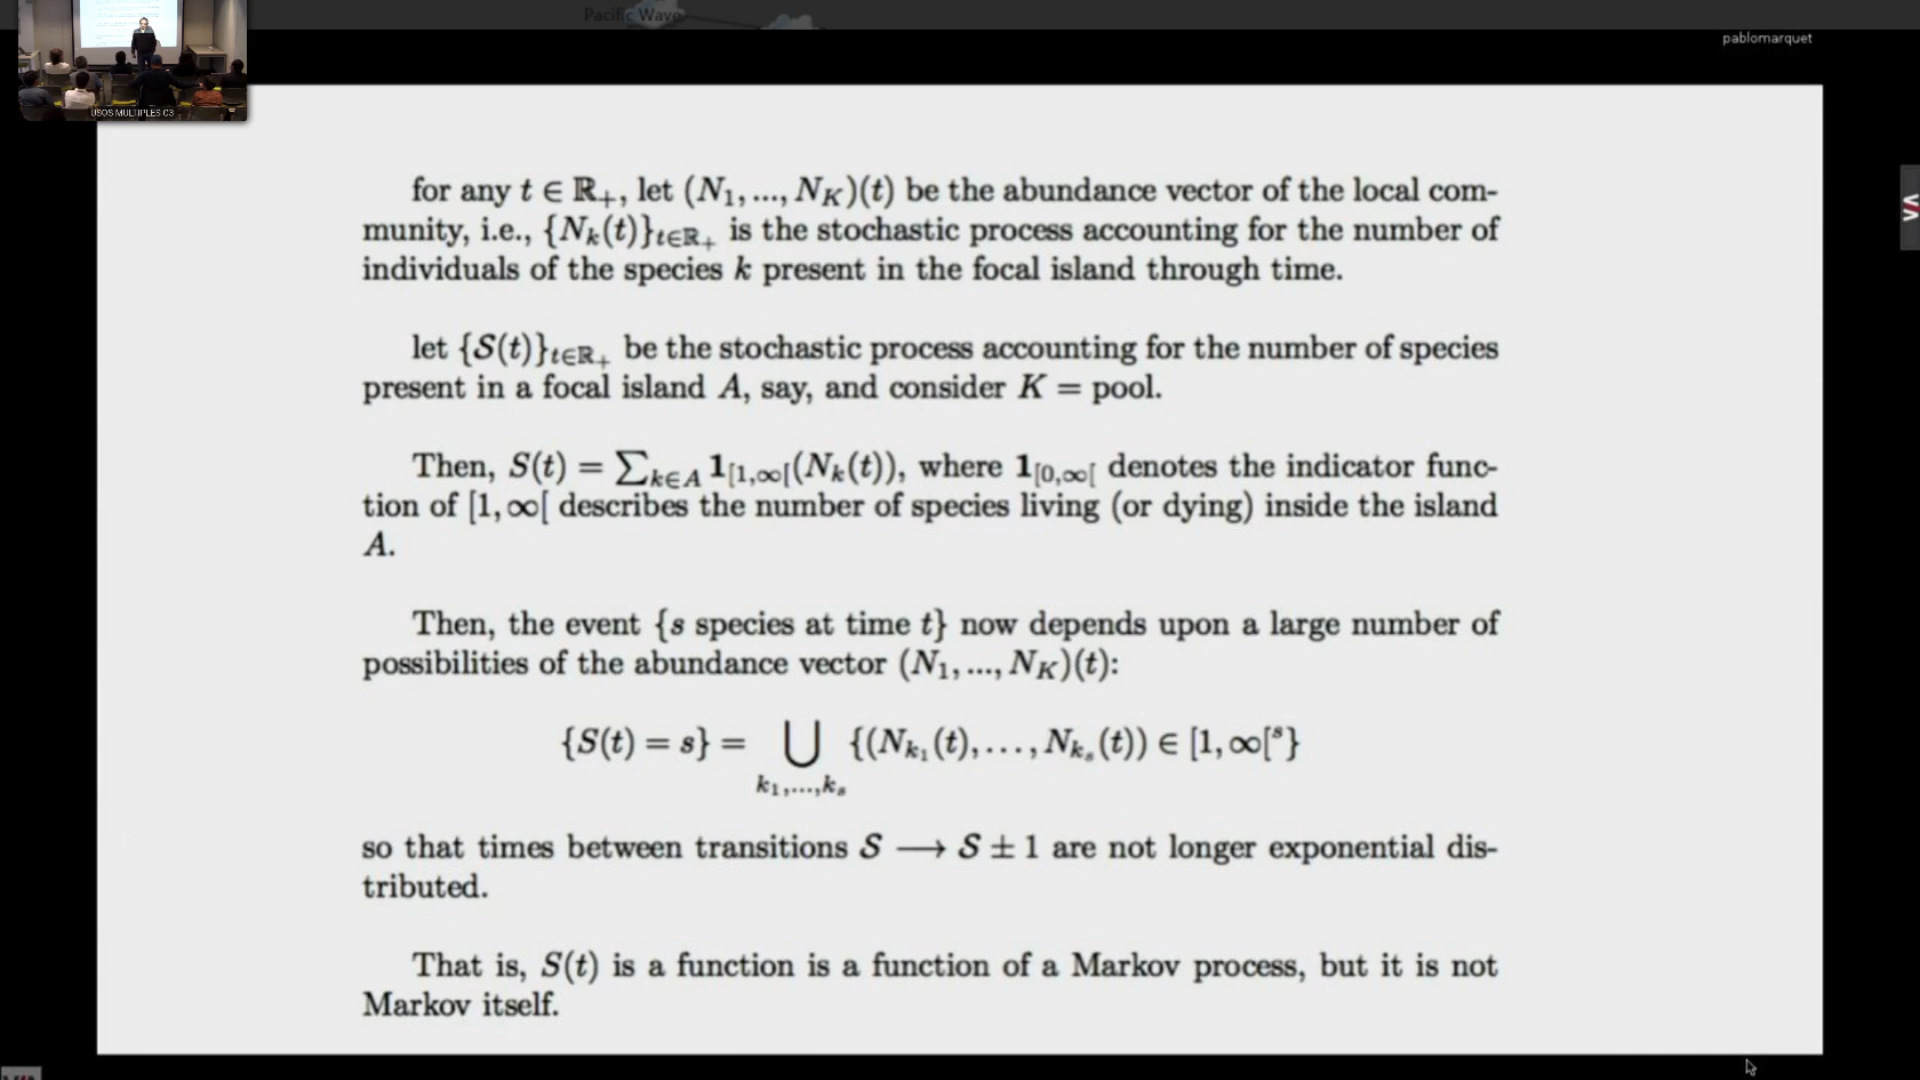 Pacific Wave
pablomarquet
USOS MULTIPLES C3
for any t ∈ ℝ₊, let (N₁, ..., N_K)(t) be the abundance vector of the local com-
munity, i.e., {N_k(t)}_{t∈ℝ₊} is the stochastic process accounting for the number of
individuals of the species k present in the focal island through time.
let {S(t)}_{t∈ℝ₊} be the stochastic process accounting for the number of species
present in a focal island A, say, and consider K = pool.
Then, S(t) = ∑_{k∈A} 1_{[1,∞[}(N_k(t)), where 1_{[0,∞[} denotes the indicator func-
tion of [1, ∞[ describes the number of species living (or dying) inside the island
A.
Then, the event {s species at time t} now depends upon a large number of
possibilities of the abundance vector (N₁, ..., N_K)(t):
{S(t) = s} = ⋃_{k₁,...,k_s} {(N_{k₁}(t), . . . , N_{k_s}(t)) ∈ [1, ∞[^s}
so that times between transitions S ⟶ S ± 1 are not longer exponential dis-
tributed.
That is, S(t) is a function is a function of a Markov process, but it is not
Markov itself.